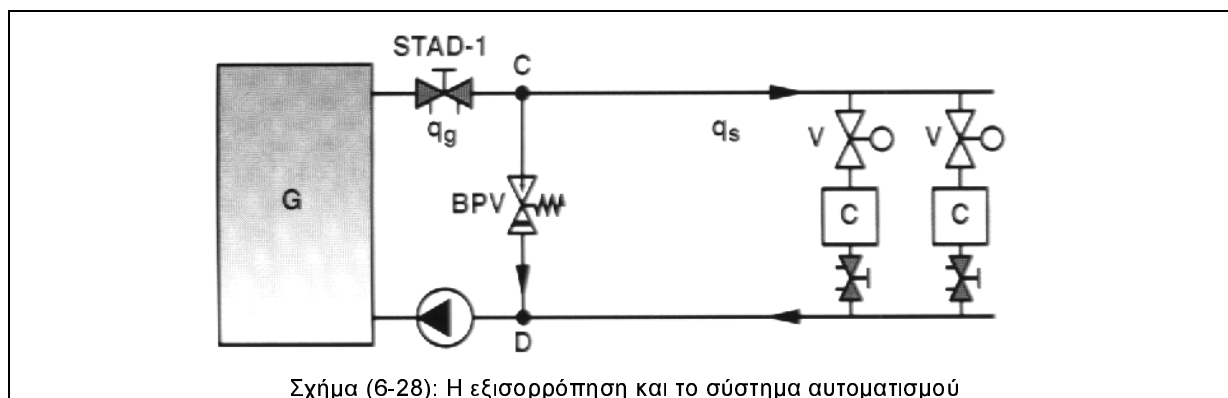 STAD-1
C
q_g
q_s
V
V
G
BPV
C
C
D
Σχήμα (6-28): Η εξισορρόπηση και το σύστημα αυτοματισμού